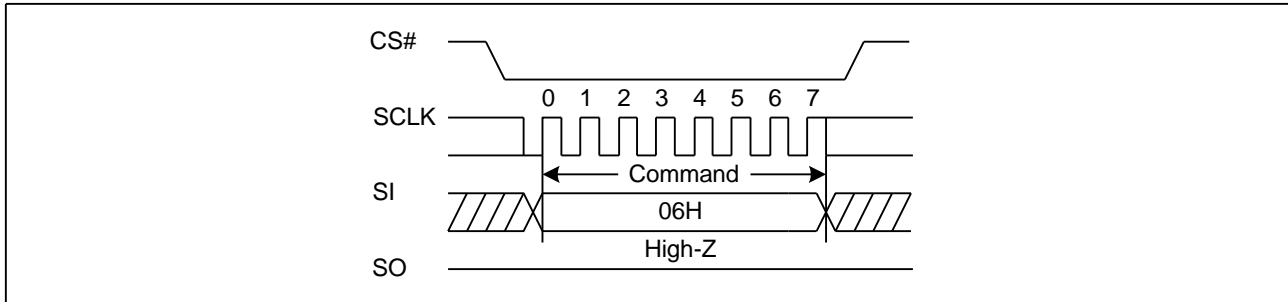 CS#
0 1 2 3 4 5 6 7
SCLK
Command
SI
06H
High-Z
SO